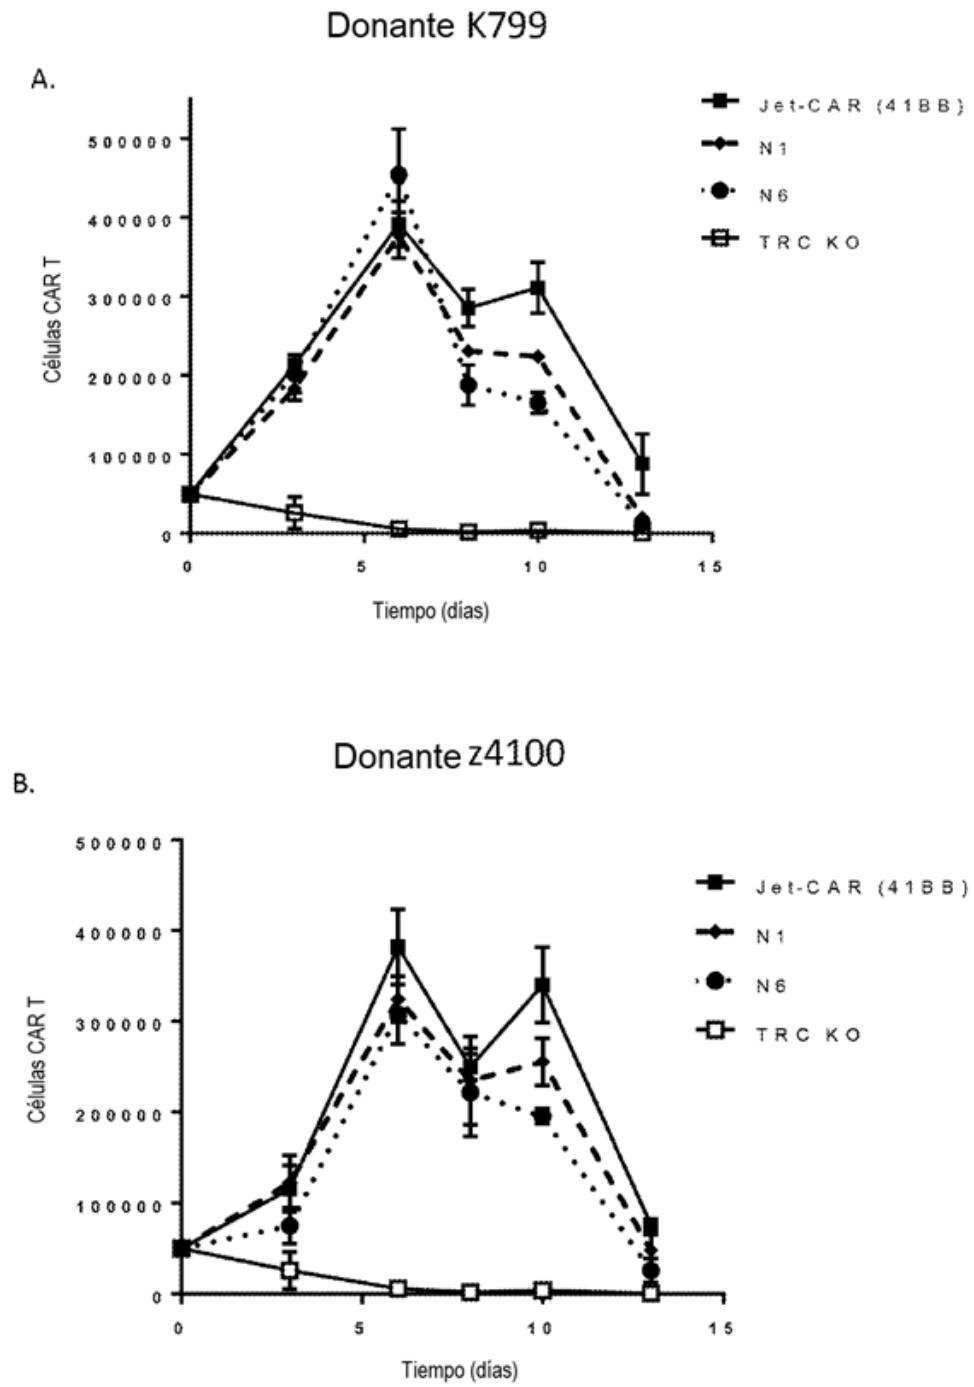 Donante K799
A.
Jet-CAR (41BB)
N1
N6
TRC KO
500000
400000
300000
200000
100000
0
Células CAR T
0 5 10 15
Tiempo (días)
Donante z4100
B.
Jet-CAR (41BB)
N1
N6
TRC KO
500000
400000
300000
200000
100000
0
Células CAR T
0 5 10 15
Tiempo (días)